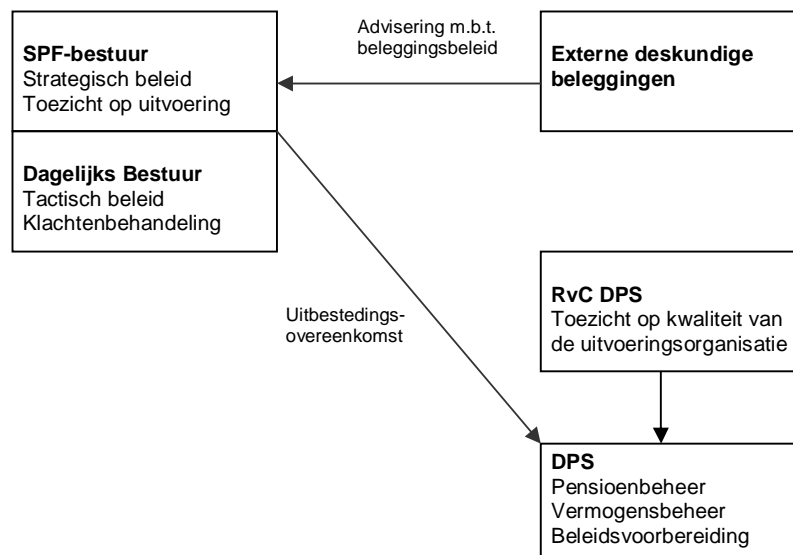 SPF-bestuur
Strategisch beleid
Toezicht op uitvoering
Advisering m.b.t.
beleggingsbeleid
Externe deskundige
beleggingen
Dagelijks Bestuur
Tactisch beleid
Klachtenbehandeling
Uitbestedings-
overeenkomst
RvC DPS
Toezicht op kwaliteit van
de uitvoeringsorganisatie
DPS
Pensioenbeheer
Vermogensbeheer
Beleidsvoorbereiding